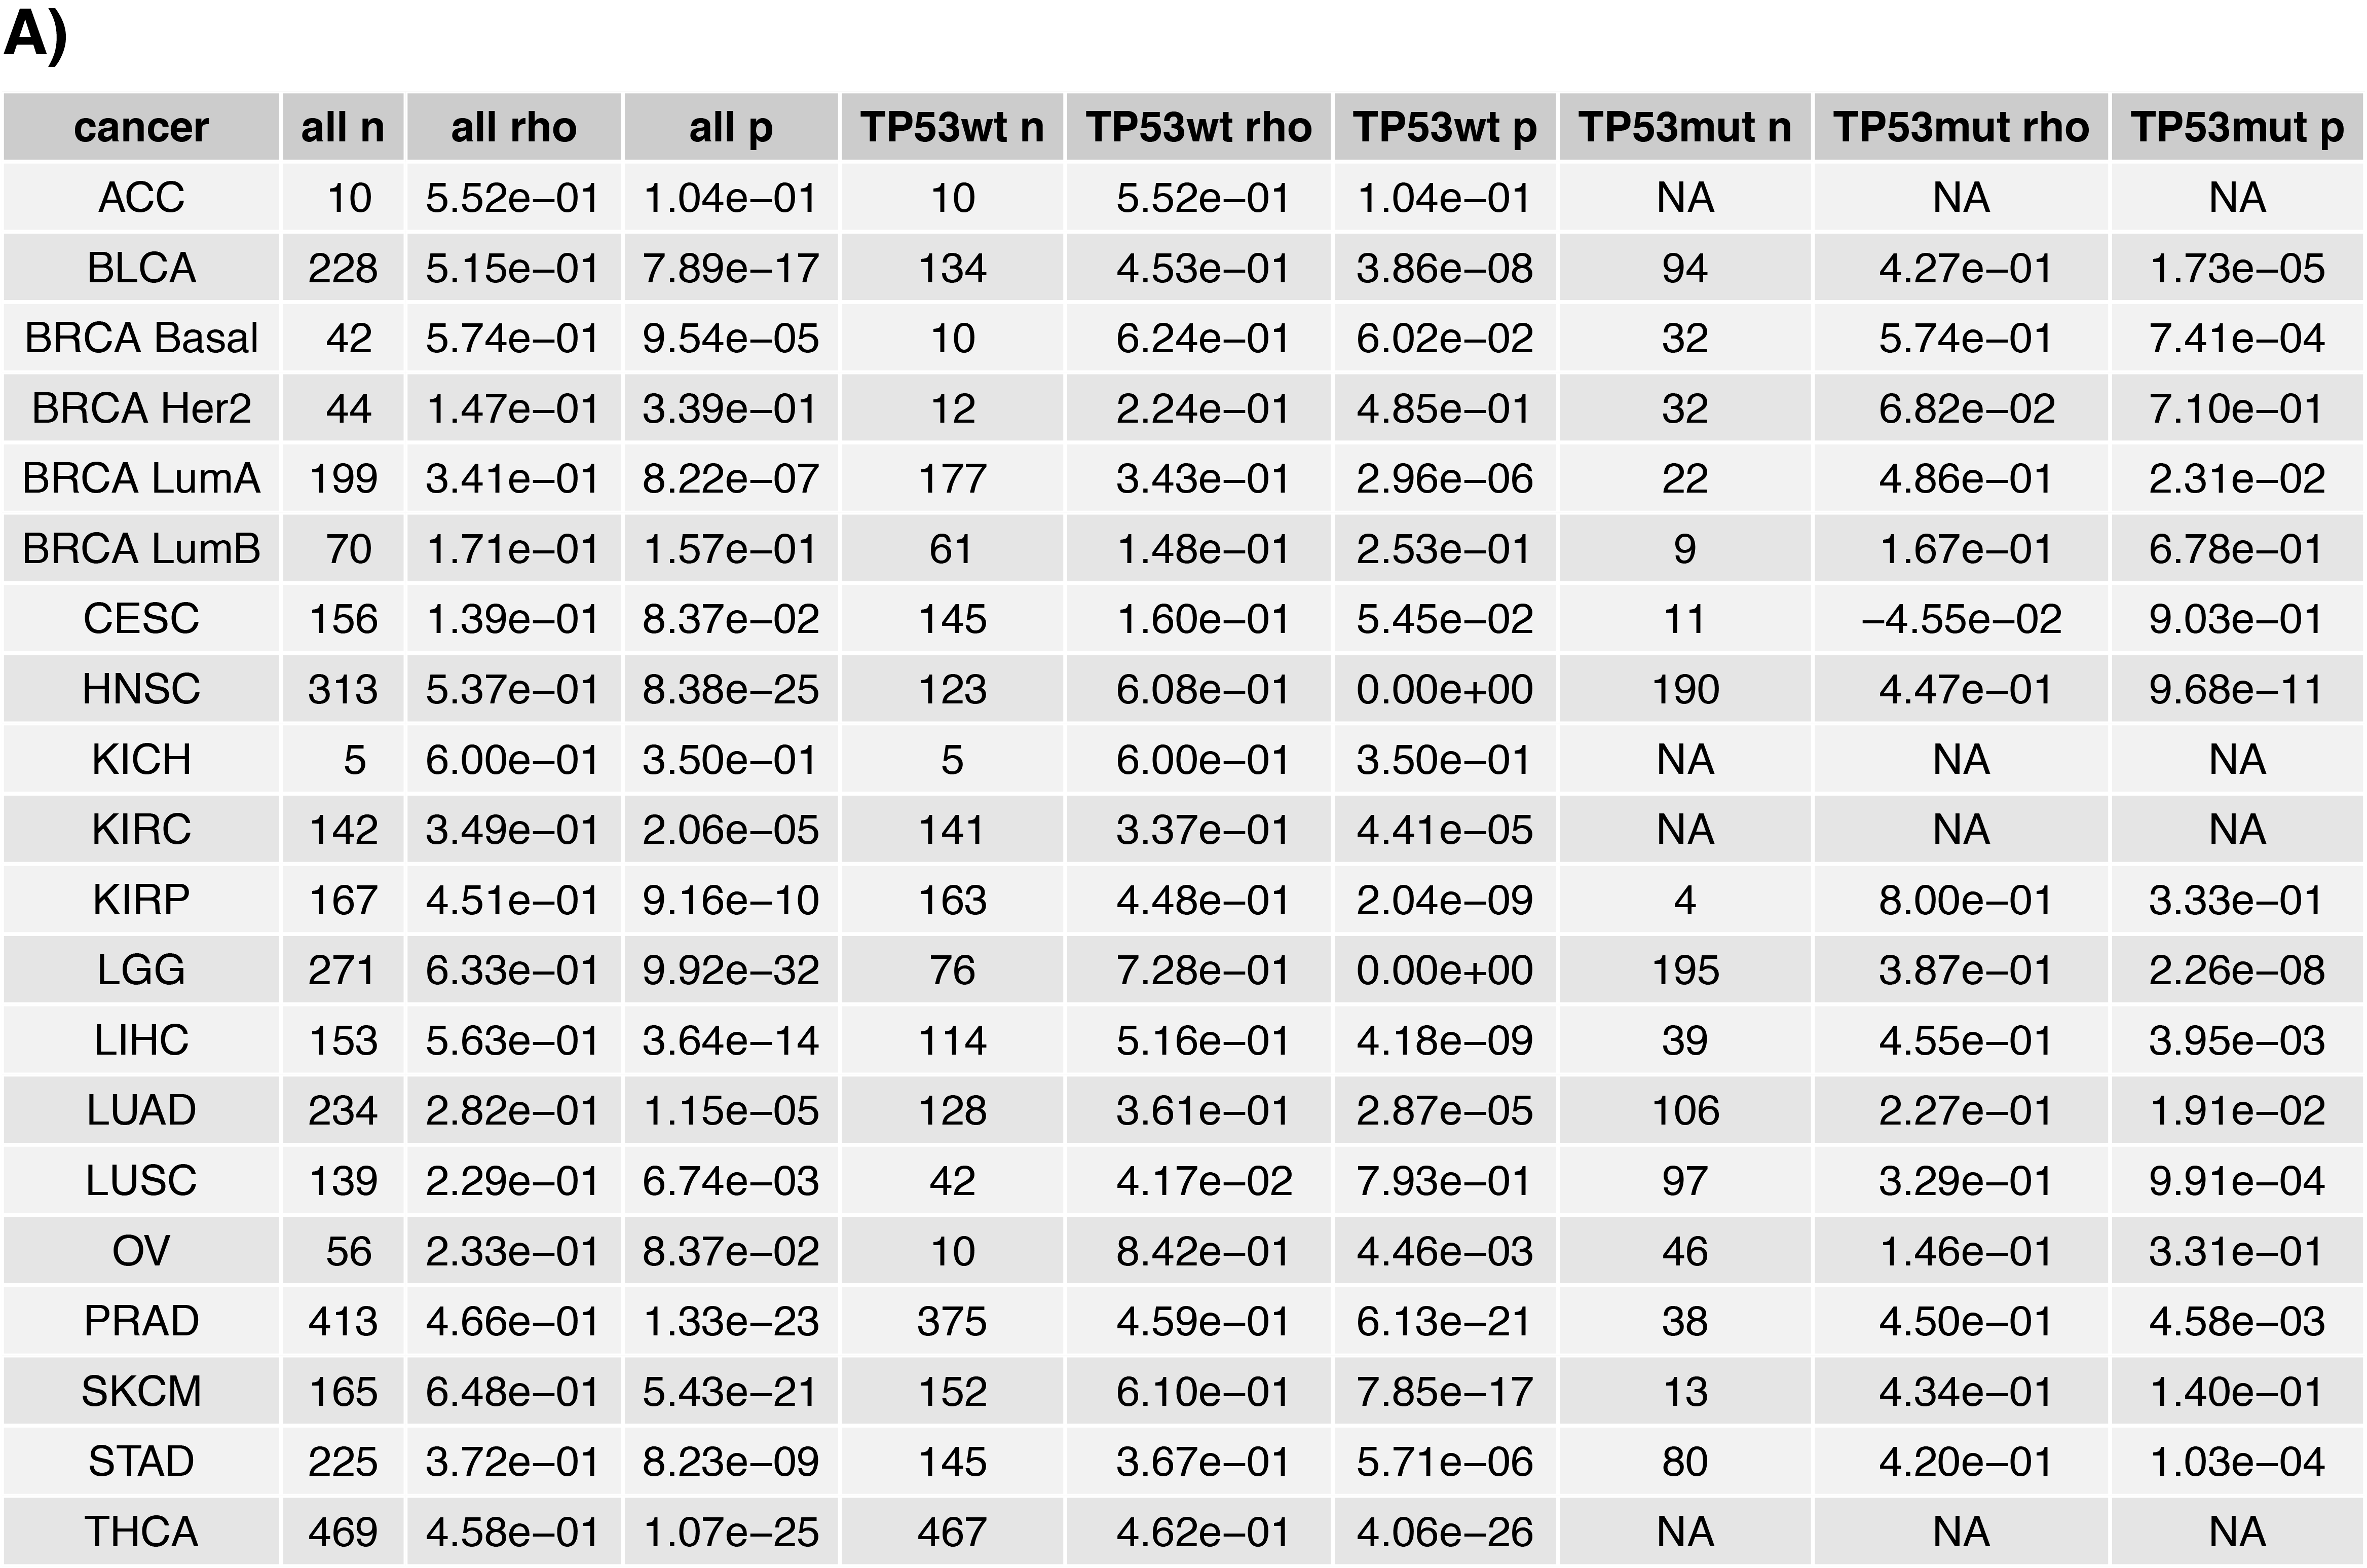 A)
cancer all n all rho all p TP53wt n TP53wt rho TP53wt p TP53mut n TP53mut rho TP53mut p
ACC 10 5.52e−01 1.04e−01 10 5.52e−01 1.04e−01 NA NA NA
BLCA 228 5.15e−01 7.89e−17 134 4.53e−01 3.86e−08 94 4.27e−01 1.73e−05
BRCA Basal 42 5.74e−01 9.54e−05 10 6.24e−01 6.02e−02 32 5.74e−01 7.41e−04
BRCA Her2 44 1.47e−01 3.39e−01 12 2.24e−01 4.85e−01 32 6.82e−02 7.10e−01
BRCA LumA 199 3.41e−01 8.22e−07 177 3.43e−01 2.96e−06 22 4.86e−01 2.31e−02
BRCA LumB 70 1.71e−01 1.57e−01 61 1.48e−01 2.53e−01 9 1.67e−01 6.78e−01
CESC 156 1.39e−01 8.37e−02 145 1.60e−01 5.45e−02 11 −4.55e−02 9.03e−01
HNSC 313 5.37e−01 8.38e−25 123 6.08e−01 0.00e+00 190 4.47e−01 9.68e−11
KICH 5 6.00e−01 3.50e−01 5 6.00e−01 3.50e−01 NA NA NA
KIRC 142 3.49e−01 2.06e−05 141 3.37e−01 4.41e−05 NA NA NA
KIRP 167 4.51e−01 9.16e−10 163 4.48e−01 2.04e−09 4 8.00e−01 3.33e−01
LGG 271 6.33e−01 9.92e−32 76 7.28e−01 0.00e+00 195 3.87e−01 2.26e−08
LIHC 153 5.63e−01 3.64e−14 114 5.16e−01 4.18e−09 39 4.55e−01 3.95e−03
LUAD 234 2.82e−01 1.15e−05 128 3.61e−01 2.87e−05 106 2.27e−01 1.91e−02
LUSC 139 2.29e−01 6.74e−03 42 4.17e−02 7.93e−01 97 3.29e−01 9.91e−04
OV 56 2.33e−01 8.37e−02 10 8.42e−01 4.46e−03 46 1.46e−01 3.31e−01
PRAD 413 4.66e−01 1.33e−23 375 4.59e−01 6.13e−21 38 4.50e−01 4.58e−03
SKCM 165 6.48e−01 5.43e−21 152 6.10e−01 7.85e−17 13 4.34e−01 1.40e−01
STAD 225 3.72e−01 8.23e−09 145 3.67e−01 5.71e−06 80 4.20e−01 1.03e−04
THCA 469 4.58e−01 1.07e−25 467 4.62e−01 4.06e−26 NA NA NA